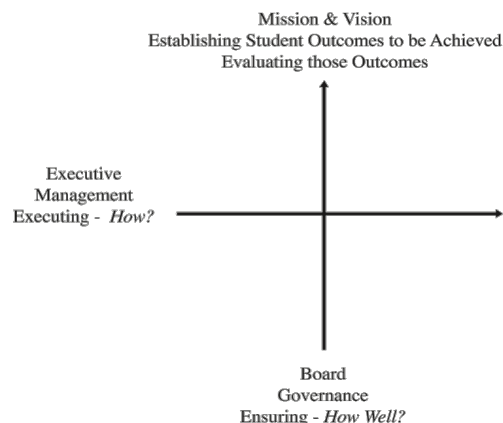 Mission & Vision
Establishing Student Outcomes to be Achieved
Evaluating those Outcomes
Executive
Management
Executing - How?
Board
Governance
Ensuring - How Well?